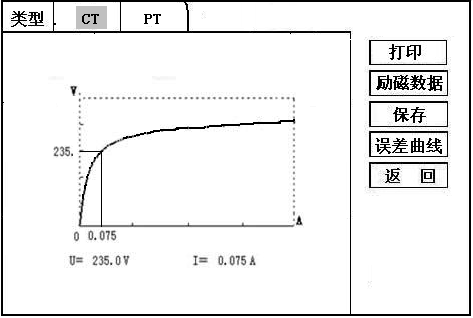 类型 CT PT
打印
励磁数据
保存
误差曲线
返 回
V
235.
A
0 0.075
U= 235.0V I= 0.075A